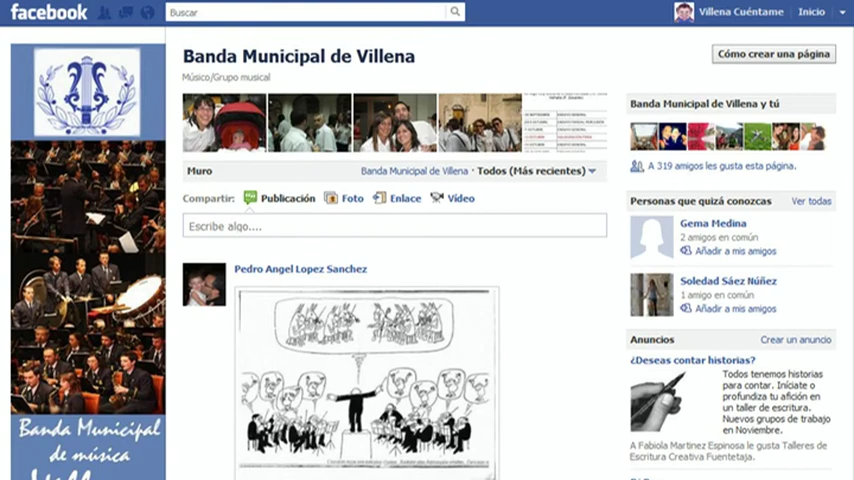 facebook
Buscar
Villena Cuéntame
Inicio
Banda Municipal de Villena
Músico/Grupo musical
Cómo crear una página
Muro
Banda Municipal de Villena · Todos (Más recientes)
Compartir:
Publicación
Foto
Enlace
Vídeo
Escribe algo....
Pedro Angel Lopez Sanchez
Banda Municipal
de música
Banda Municipal de Villena y tú
A 319 amigos les gusta esta página.
Personas que quizá conozcas
Ver todas
Gema Medina
2 amigos en común
Añadir a mis amigos
Soledad Sáez Núñez
1 amigo en común
Añadir a mis amigos
Anuncios
Crear un anuncio
¿Deseas contar historias?
Todos tenemos historias
para contar. Iníciate o
profundiza tu afición en
un taller de escritura.
Nuevos grupos de trabajo
en Noviembre.
A Fabiola Martinez Espinosa le gusta Talleres de
Escritura Creativa Fuentetaja.